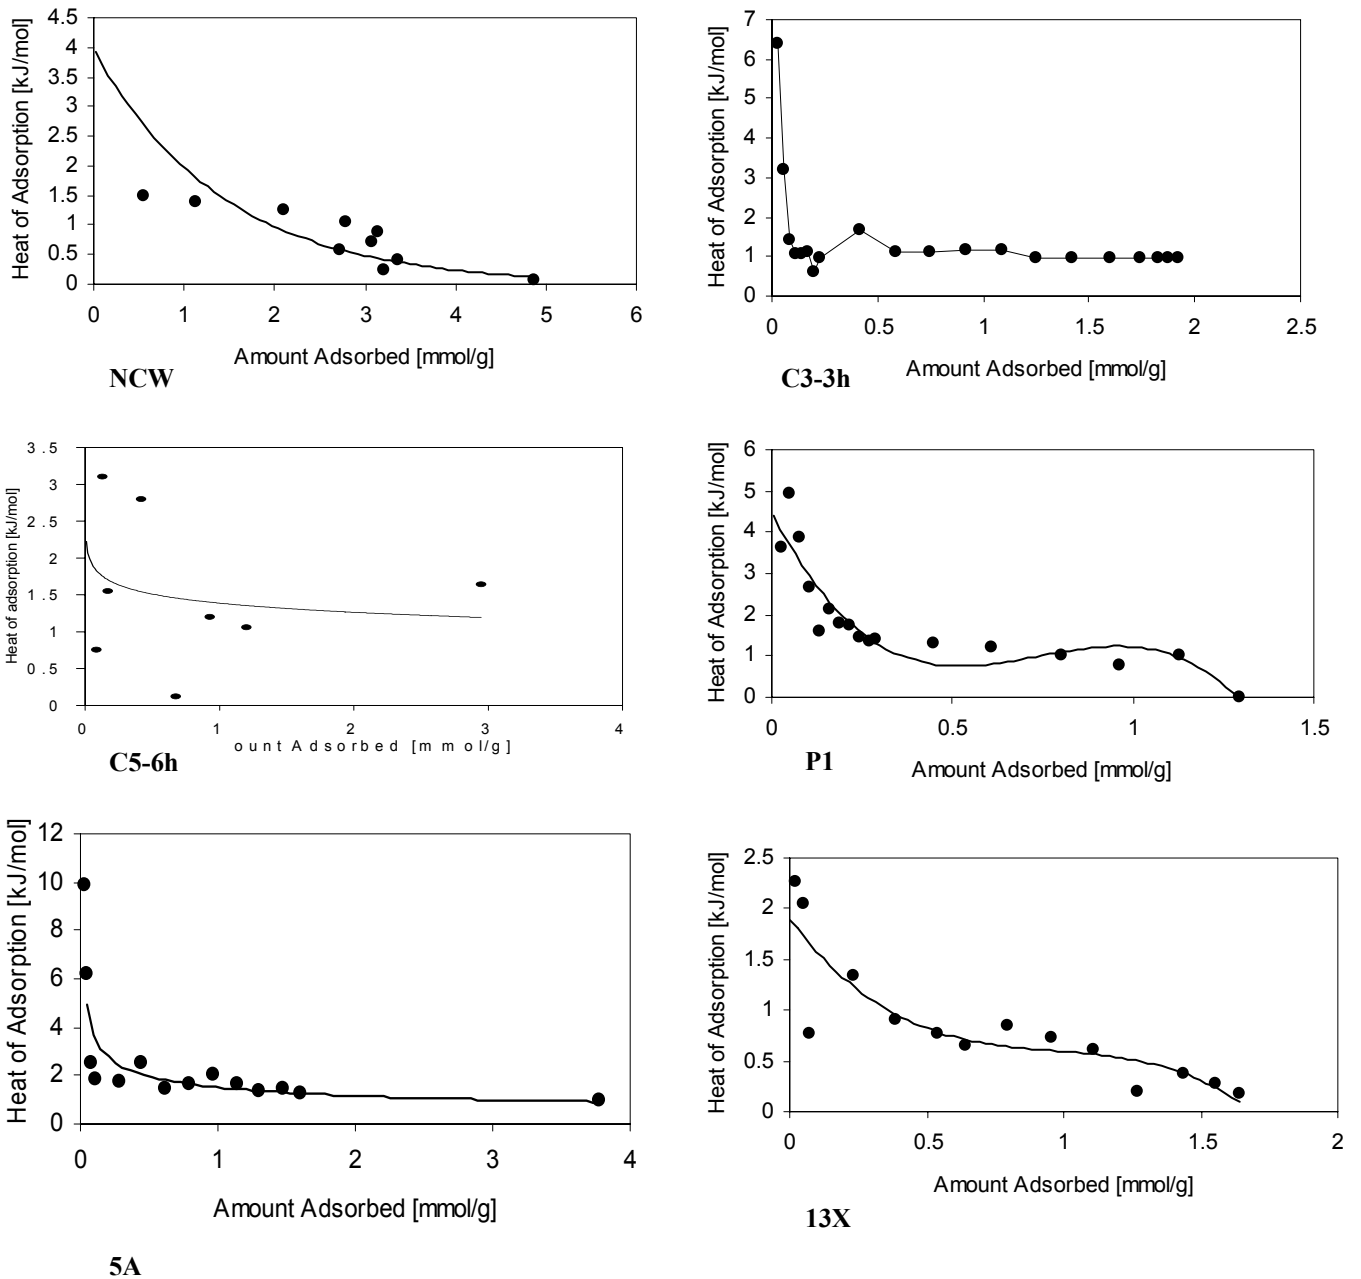 4.5
4
3.5
3
2.5
2
1.5
1
0.5
0
Heat of Adsorption [kJ/mol]
0 1 2 3 4 5 6
Amount Adsorbed [mmol/g]
NCW
7
6
5
4
3
2
1
0
Heat of Adsorption [kJ/mol]
0 0.5 1 1.5 2 2.5
Amount Adsorbed [mmol/g]
C3-3h
3.5
3
2.5
2
1.5
1
0.5
0
Heat of adsorption [kJ/mol]
0 1 2 3 4
ount Adsorbed [mmol/g]
C5-6h
6
5
4
3
2
1
0
Heat of Adsorption [kJ/mol]
0 0.5 1 1.5
Amount Adsorbed [mmol/g]
P1
12
10
8
6
4
2
0
Heat of Adsorption [kJ/mol]
0 1 2 3 4
Amount Adsorbed [mmol/g]
5A
2.5
2
1.5
1
0.5
0
Heat of Adsorption [kJ/mol]
0 0.5 1 1.5 2
Amount Adsorbed [mmol/g]
13X